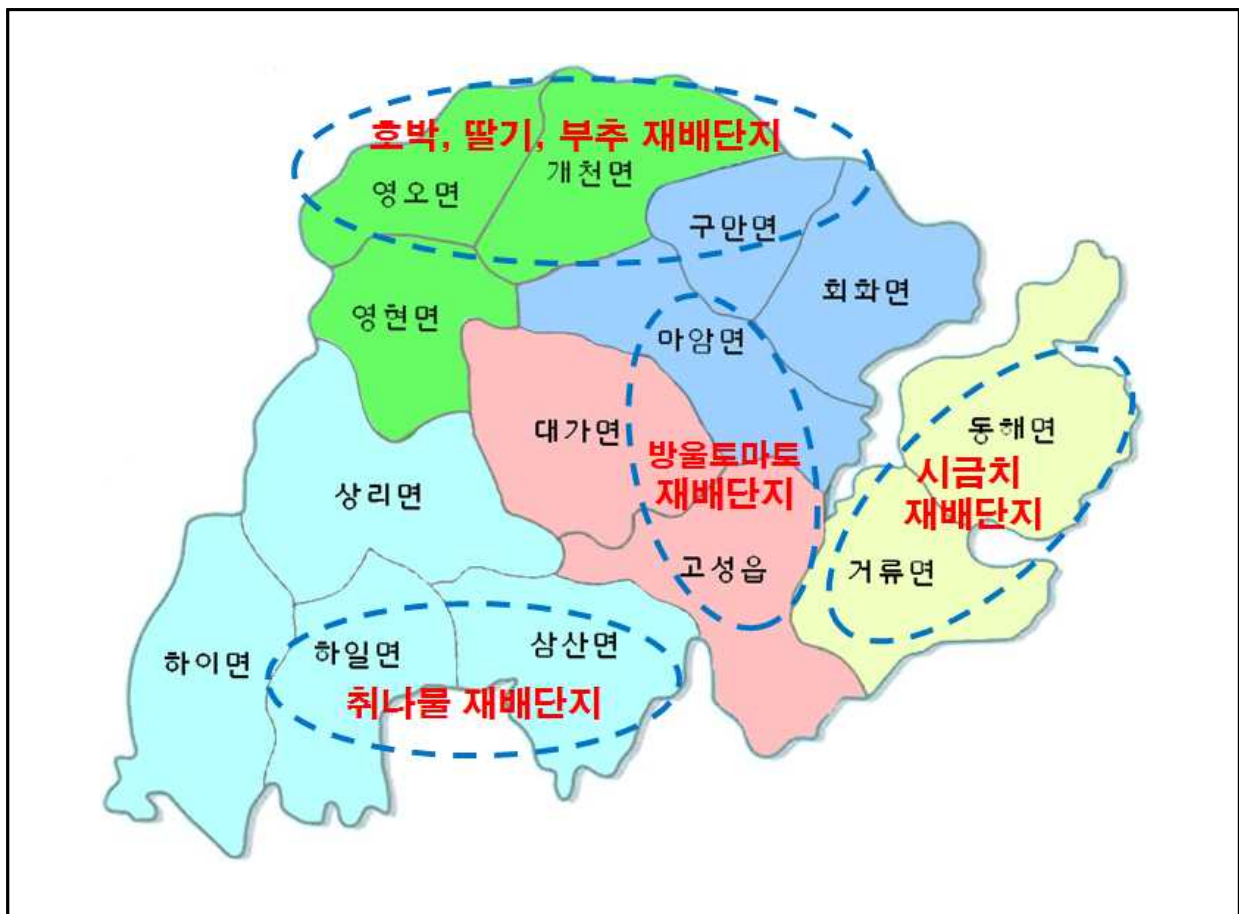 호박, 딸기, 부추 재배단지
개천면
영오면
구만면
회화면
영현면
마암면
대가면
동해면
방울토마토
재배단지
시금치
재배단지
상리면
고성읍
거류면
하이면
하일면
삼산면
취나물 재배단지